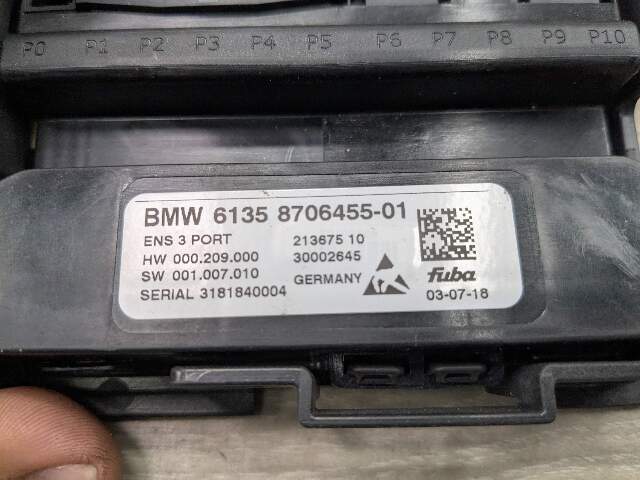 P0 P1 P2 P3 P4 P5 P6 P7 P8 P9 P10
BMW 6135 8706455-01
ENS 3 PORT 213675 10
HW 000.209.000 30002645
SW 001.007.010 GERMANY fuba
SERIAL 3181840004 03-07-18